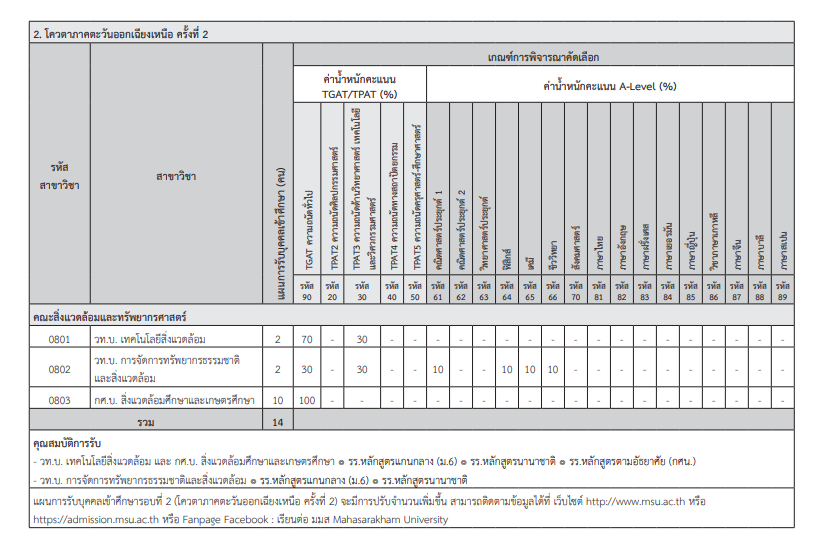 2. โควตาภาคตะวันออกเฉียงเหนือ ครั้งที่ 2
รหัส
สาขาวิชา
สาขาวิชา
แผนการรับบุคคลเข้าศึกษา (คน)
เกณฑ์การพิจารณาคัดเลือก
ค่าน้ำหนักคะแนน
TGAT/TPAT (%)
ค่าน้ำหนักคะแนน A-Level (%)
TGAT ความถนัดทั่วไป
TPAT2 ความถนัดศิลปกรรมศาสตร์
TPAT3 ความถนัดด้านวิทยาศาสตร์ เทคโนโลยี
และวิศวกรรมศาสตร์
TPAT4 ความถนัดทางสถาปัตยกรรม
TPAT5 ความถนัดครุศาสตร์-ศึกษาศาสตร์
คณิตศาสตร์ประยุกต์ 1
คณิตศาสตร์ประยุกต์ 2
วิทยาศาสตร์ประยุกต์
ฟิสิกส์
เคมี
ชีววิทยา
สังคมศาสตร์
ภาษาไทย
ภาษาอังกฤษ
ภาษาฝรั่งเศส
ภาษาเยอรมัน
ภาษาญี่ปุ่น
วิชาภาษาเกาหลี
ภาษาจีน
ภาษาบาลี
ภาษาสเปน
รหัส รหัส รหัส รหัส รหัส รหัส รหัส รหัส รหัส รหัส รหัส รหัส รหัส รหัส รหัส รหัส รหัส รหัส รหัส รหัส รหัส
90 20 30 40 50 61 62 63 64 65 66 70 81 82 83 84 85 86 87 88 89
คณะสิ่งแวดล้อมและทรัพยากรศาสตร์
0801 วท.บ. เทคโนโลยีสิ่งแวดล้อม 2 70 - 30 - - - - - - - - - - - - - - - - - -
0802 วท.บ. การจัดการทรัพยากรธรรมชาติ
และสิ่งแวดล้อม 2 30 - 30 - - 10 - - 10 10 10 - - - - - - - - - -
0803 กศ.บ. สิ่งแวดล้อมศึกษาและเกษตรศึกษา 10 100 - - - - - - - - - - - - - - - - - - - -
รวม 14
คุณสมบัติการรับ
- วท.บ. เทคโนโลยีสิ่งแวดล้อม และ กศ.บ. สิ่งแวดล้อมศึกษาและเกษตรศึกษา ๏ รร.หลักสูตรแกนกลาง (ม.6) ๏ รร.หลักสูตรนานาชาติ ๏ รร.หลักสูตรตามอัธยาศัย (กศน.)
- วท.บ. การจัดการทรัพยากรธรรมชาติและสิ่งแวดล้อม ๏ รร.หลักสูตรแกนกลาง (ม.6) ๏ รร.หลักสูตรนานาชาติ
แผนการรับบุคคลเข้าศึกษารอบที่ 2 (โควตาภาคตะวันออกเฉียงเหนือ ครั้งที่ 2) จะมีการปรับจำนวนเพิ่มขึ้น สามารถติดตามข้อมูลได้ที่ เว็บไซต์ http://www.msu.ac.th หรือ
https://admission.msu.ac.th หรือ Fanpage Facebook : เรียนต่อ มมส Mahasarakham University